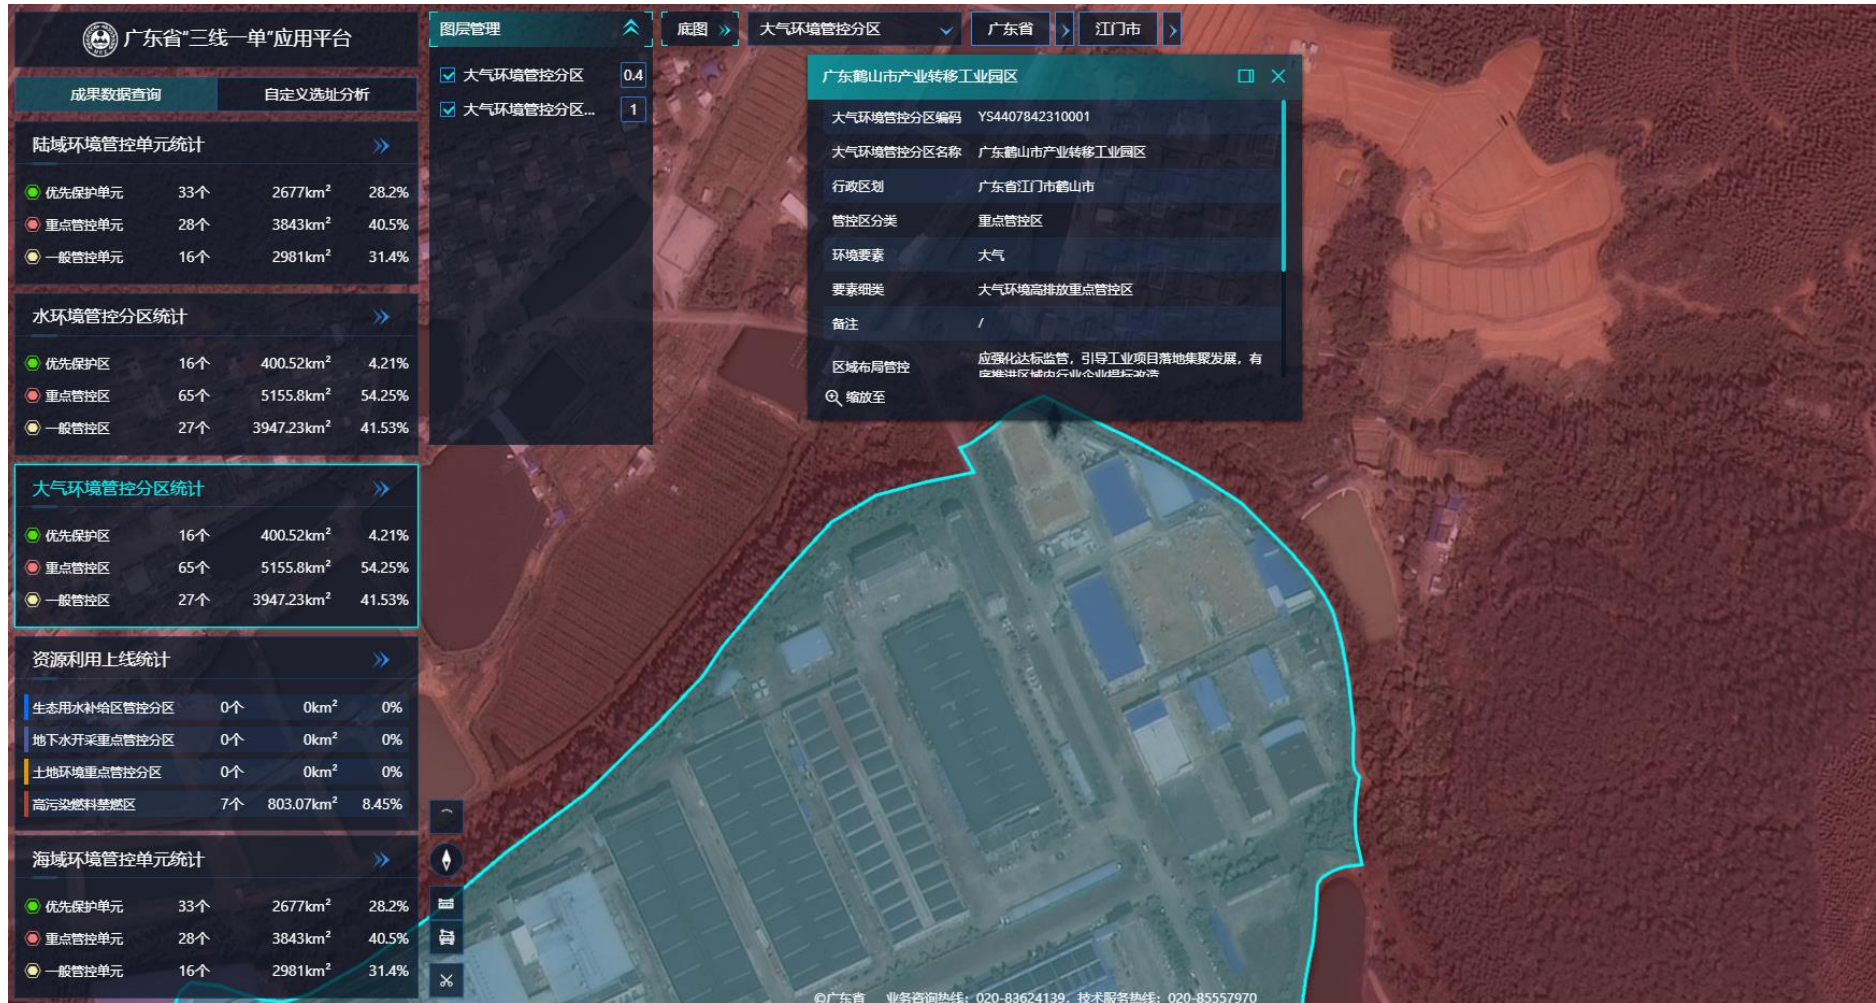 广东省“三线一单”应用平台
成果数据查询 自定义选址分析
陆域环境管控单元统计
优先保护单元 33个 2677km² 28.2%
重点管控单元 28个 3843km² 40.5%
一般管控单元 16个 2981km² 31.4%
水环境管控分区统计
优先保护区 16个 400.52km² 4.21%
重点管控区 65个 5155.8km² 54.25%
一般管控区 27个 3947.23km² 41.53%
大气环境管控分区统计
优先保护区 16个 400.52km² 4.21%
重点管控区 65个 5155.8km² 54.25%
一般管控区 27个 3947.23km² 41.53%
资源利用上线统计
生态用水补给区管控分区 0个 0km² 0%
地下水开采重点管控分区 0个 0km² 0%
土地环境重点管控分区 0个 0km² 0%
高污染燃料禁燃区 7个 803.07km² 8.45%
海域环境管控单元统计
优先保护单元 33个 2677km² 28.2%
重点管控单元 28个 3843km² 40.5%
一般管控单元 16个 2981km² 31.4%
图层管理
大气环境管控分区 0.4
大气环境管控分区... 1
底图 大气环境管控分区 广东省 江门市
广东鹤山市产业转移工业园区
大气环境管控分区编码 YS4407842310001
大气环境管控分区名称 广东鹤山市产业转移工业园区
行政区划 广东省江门市鹤山市
管控区分类 重点管控区
环境要素 大气
要素细类 大气环境高排放重点管控区
备注 /
区域布局管控 应强化达标监管，引导工业项目落地集聚发展，有
序推进区域内行业企业提标改造
缩放至
©广东省 业务咨询热线：020-83624139，技术服务热线：020-85557970